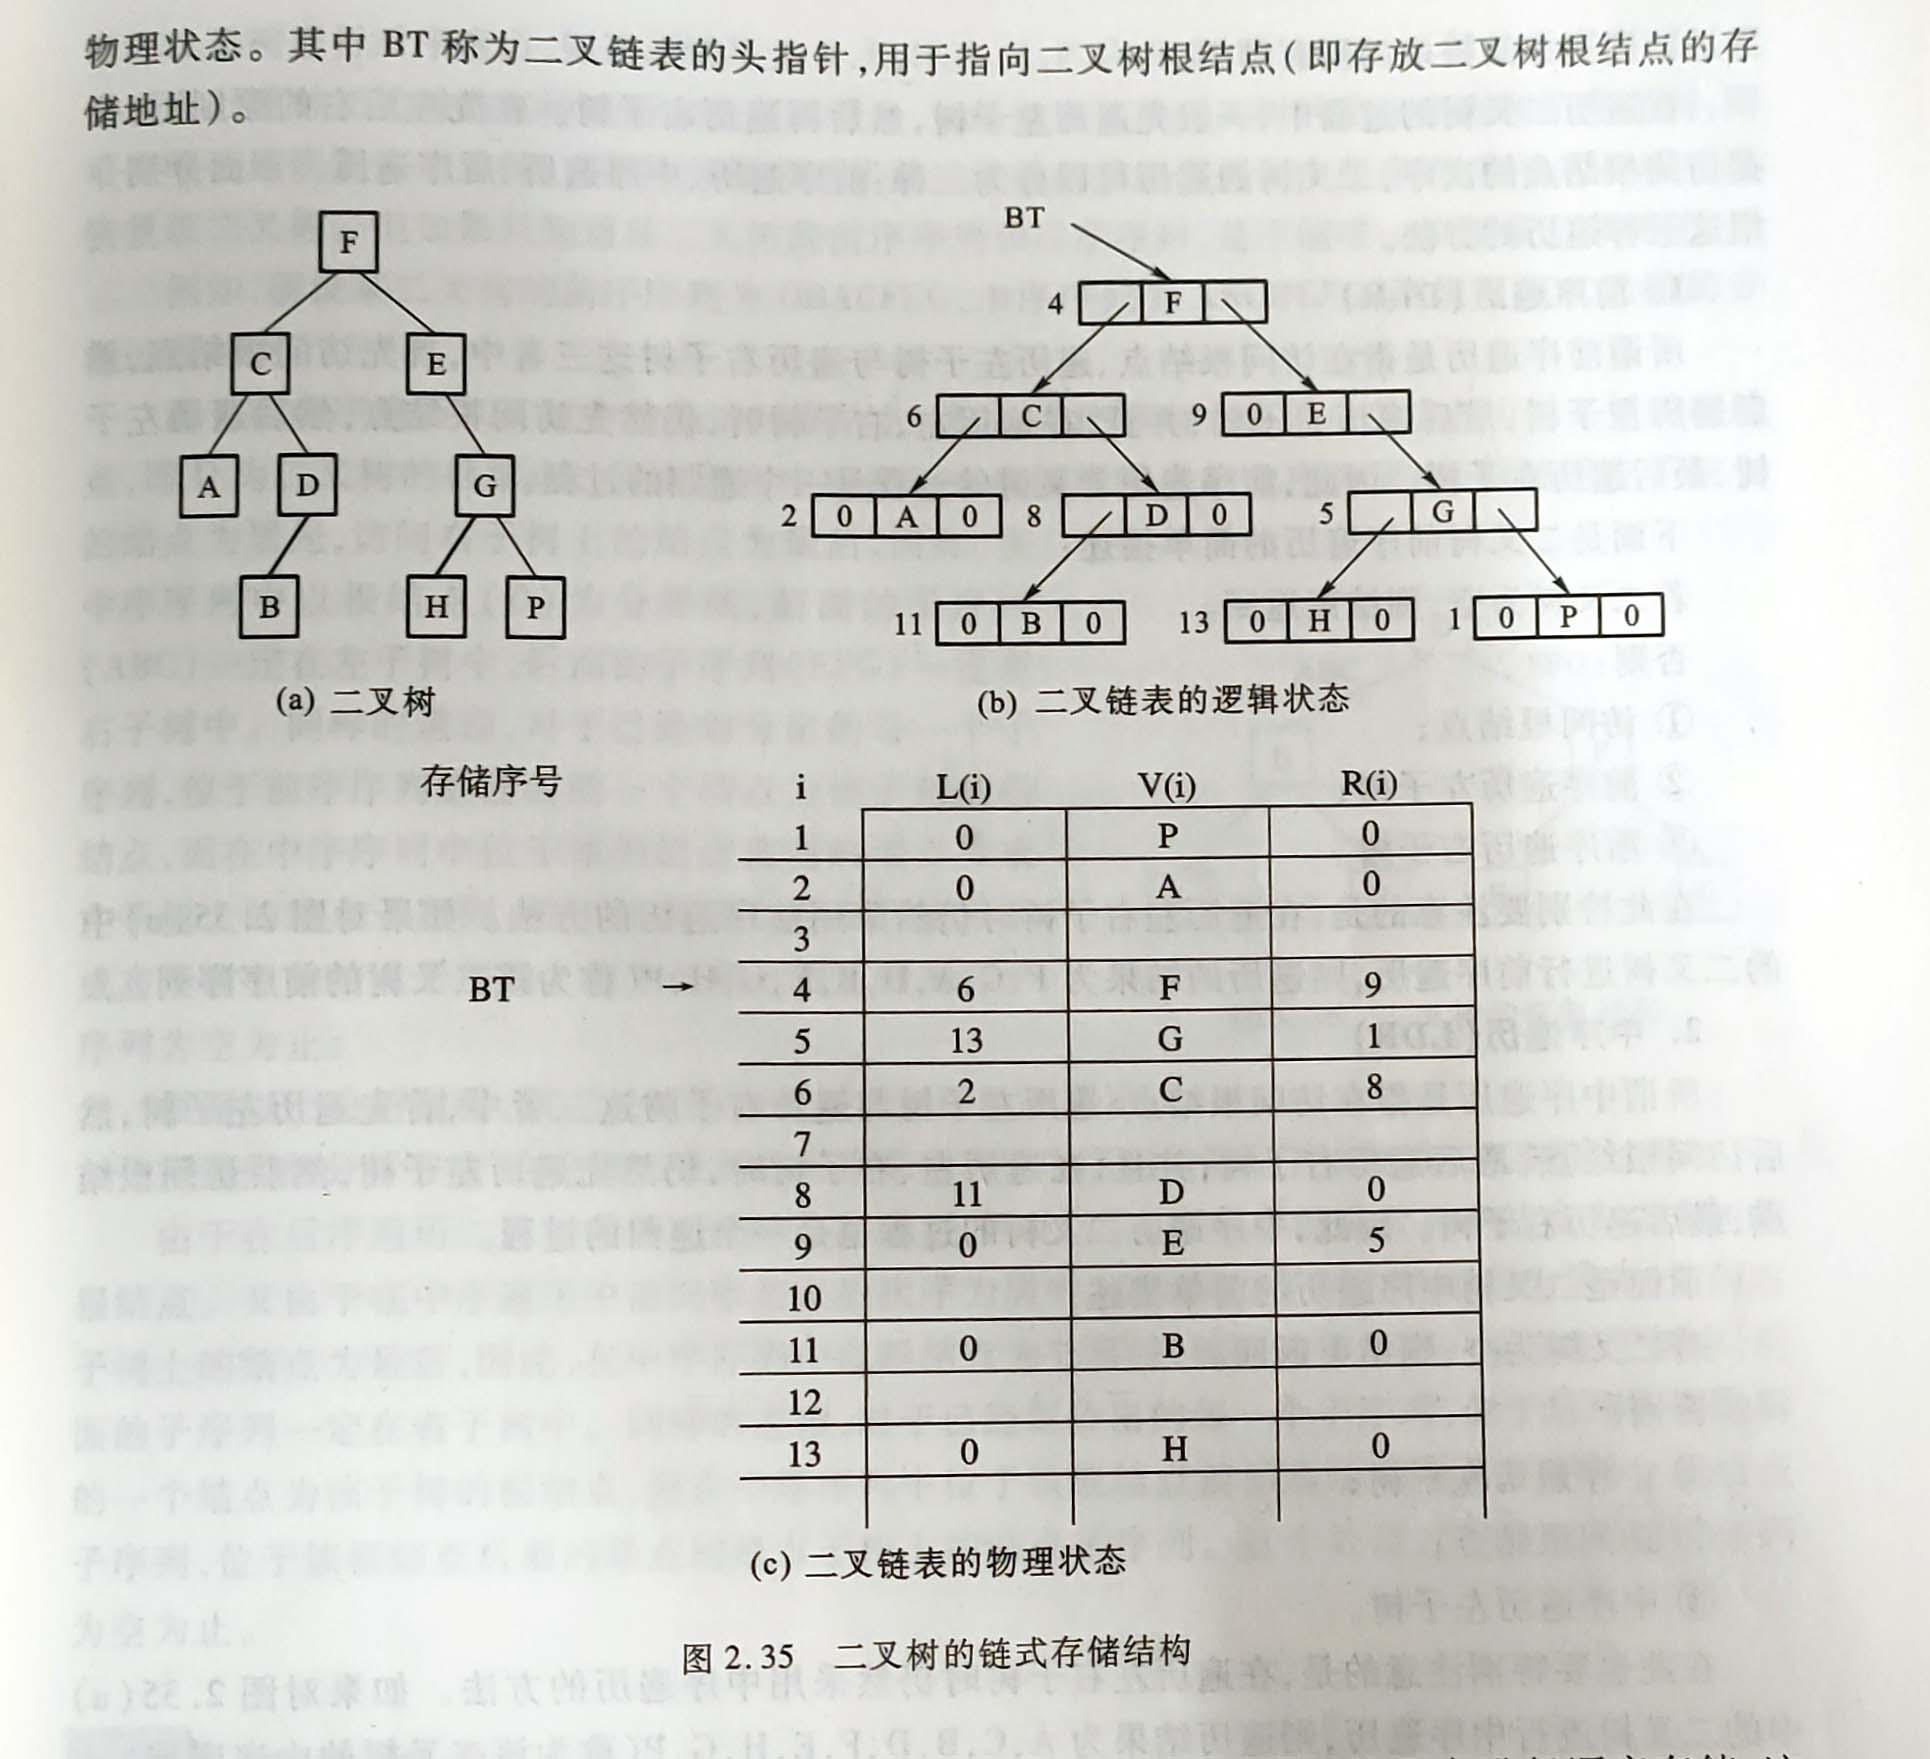 物理状态。其中 BT 称为二叉链表的头指针,用于指向二叉树根结点(即存放二叉树根结点的存
储地址)。
F
C E
A D G
B H P
(a) 二叉树
BT
4 F
6 C 9 0 E
2 0 A 0 8 D 0 5 G
11 0 B 0 13 0 H 0 1 0 P 0
(b) 二叉链表的逻辑状态
存储序号 i L(i) V(i) R(i)
1 0 P 0
2 0 A 0
3
BT → 4 6 F 9
5 13 G 1
6 2 C 8
7
8 11 D 0
9 0 E 5
10
11 0 B 0
12
13 0 H 0
(c) 二叉链表的物理状态
图 2.35 二叉树的链式存储结构